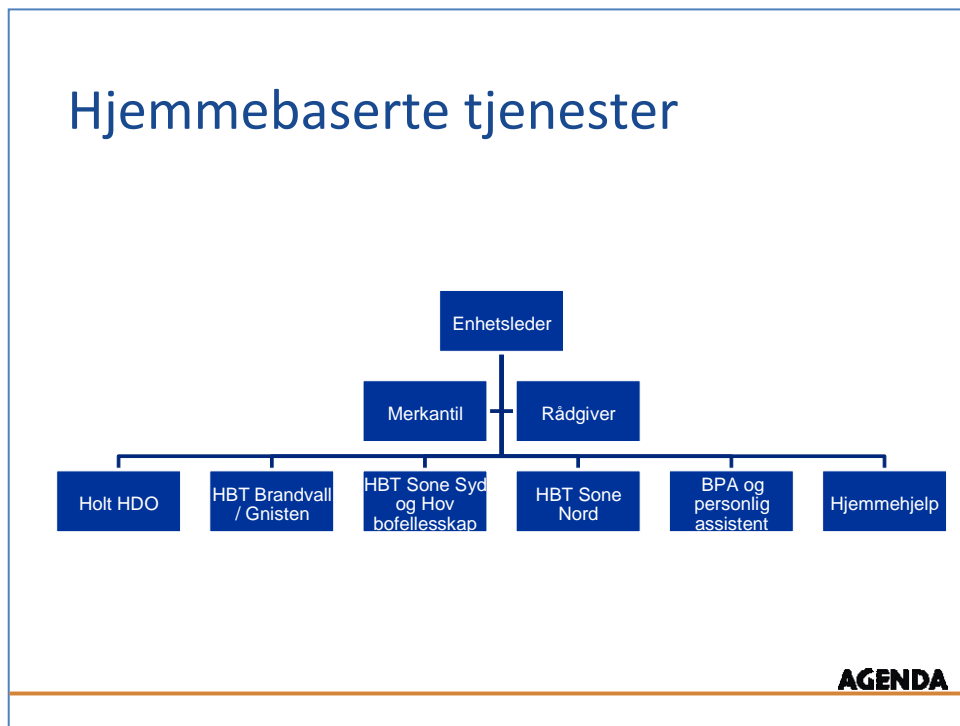 Hjemmebaserte tjenester
Enhetsleder
Merkantil
Rådgiver
Holt HDO
HBT Brandvall
/ Gnisten
HBT Sone Syd
og Hov
bofellesskap
HBT Sone
Nord
BPA og
personlig
assistent
Hjemmehjelp
AGENDA